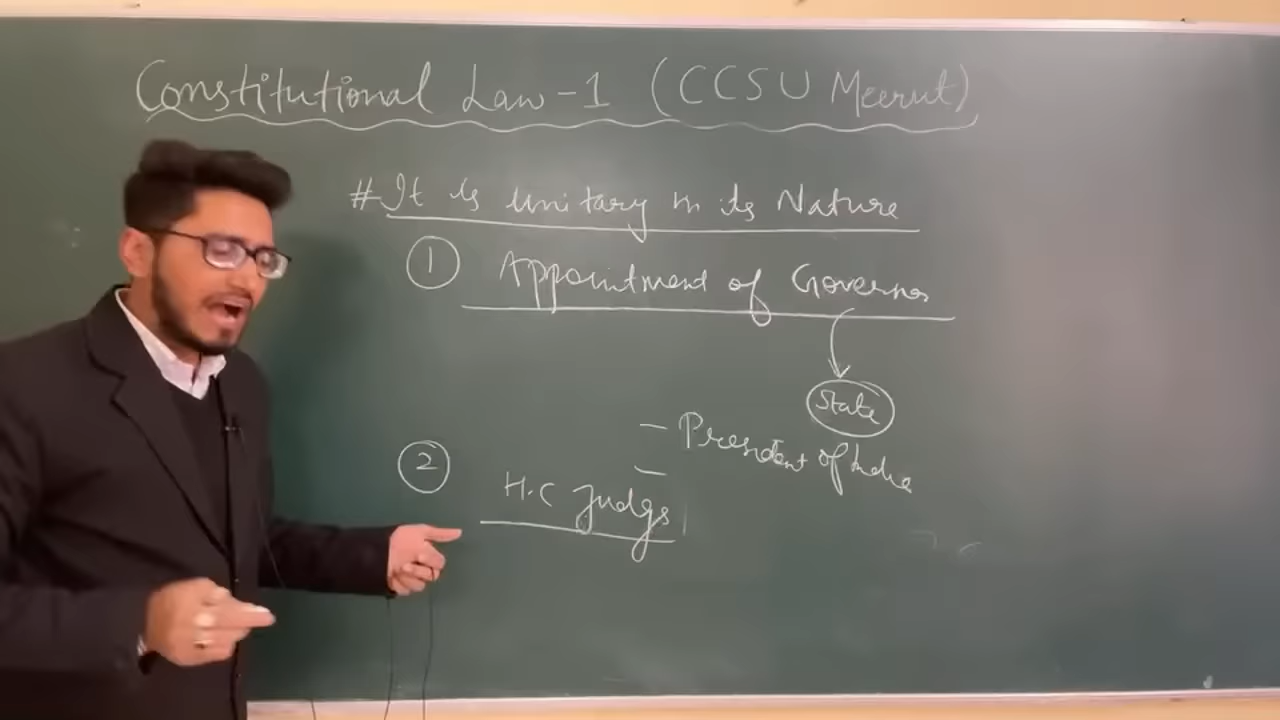 Constitutional Law-1 (CCSU Meerut)
# It is Unitary in its Nature
① Appointment of Governor
State
- President of India
-
② H.C Judgs